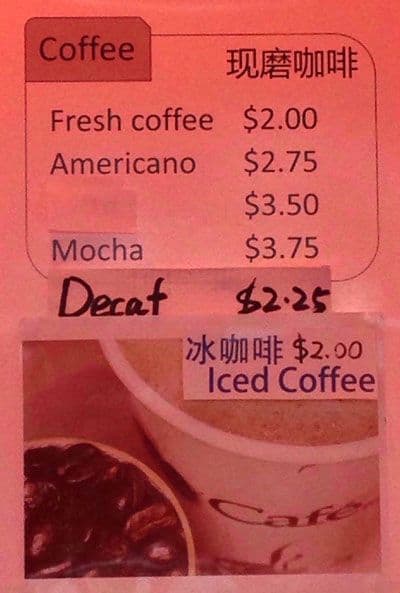 Coffee
现磨咖啡
Fresh coffee $2.00
Americano $2.75
$3.50
Mocha $3.75
Decaf $2.25
冰咖啡 $2.00
Iced Coffee
Café